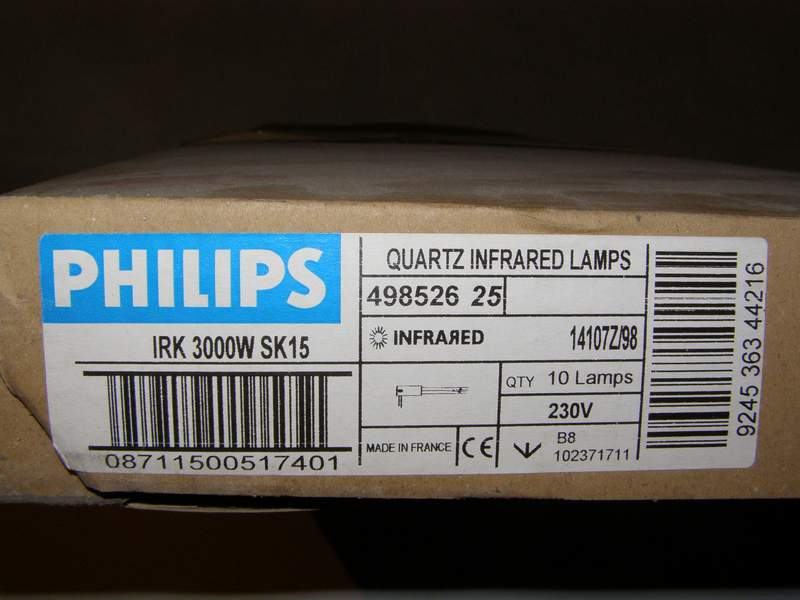 PHILIPS
IRK 3000W SK15
08711500517401
QUARTZ INFRARED LAMPS
498526 25
INFRAЯED 14107Z/98
QTY 10 Lamps
230V
MADE IN FRANCE CE
B8
102371711
9245 363 44216